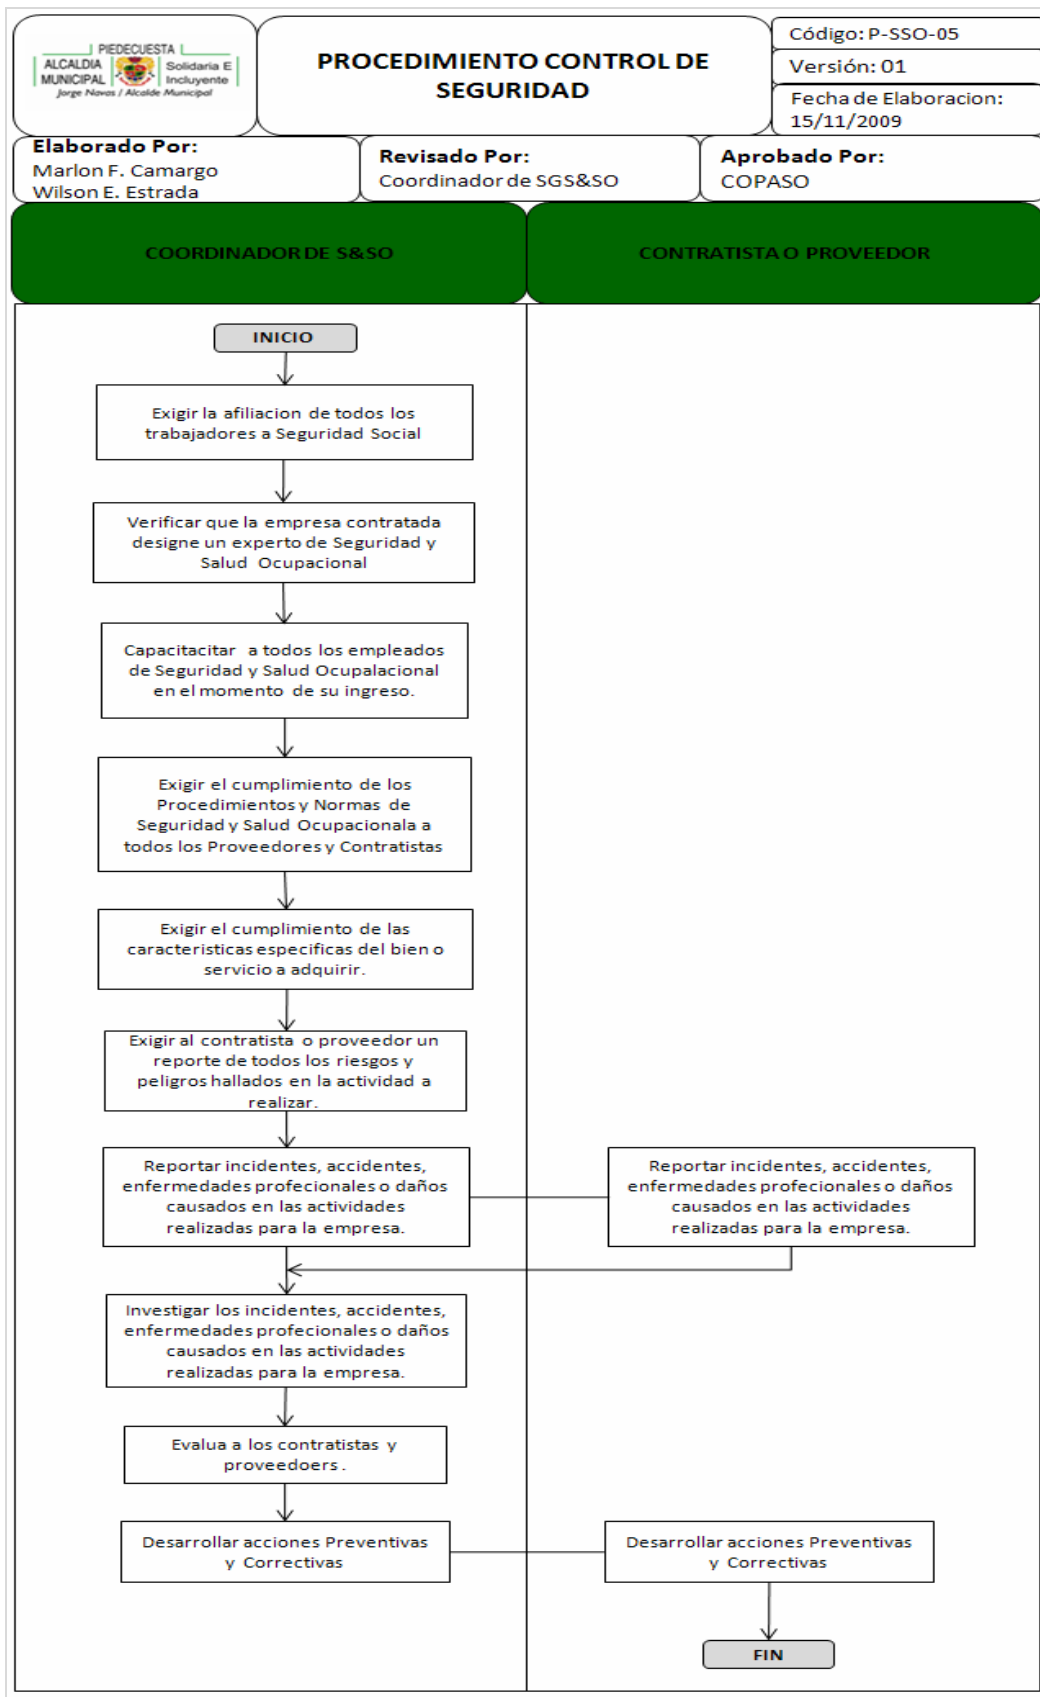 PIEDECUESTA
ALCALDIA
MUNICIPAL
Solidaria E
Incluyente
Jorge Navas / Alcalde Municipal
PROCEDIMIENTO CONTROL DE
SEGURIDAD
Código: P-SSO-05
Versión: 01
Fecha de Elaboracion:
15/11/2009
Elaborado Por:
Marlon F. Camargo
Wilson E. Estrada
Revisado Por:
Coordinador de SGS&SO
Aprobado Por:
COPASO
COORDINADOR DE S&SO
CONTRATISTA O PROVEEDOR
INICIO
Exigir la afiliacion de todos los
trabajadores a Seguridad Social
Verificar que la empresa contratada
designe un experto de Seguridad y
Salud Ocupacional
Capacitacitar a todos los empleados
de Seguridad y Salud Ocupalacional
en el momento de su ingreso.
Exigir el cumplimiento de los
Procedimientos y Normas de
Seguridad y Salud Ocupacionala a
todos los Proveedores y Contratistas
Exigir el cumplimiento de las
caracteristicas especificas del bien o
servicio a adquirir.
Exigir al contratista o proveedor un
reporte de todos los riesgos y
peligros hallados en la actividad a
realizar.
Reportar incidentes, accidentes,
enfermedades profecionales o daños
causados en las actividades
realizadas para la empresa.
Reportar incidentes, accidentes,
enfermedades profecionales o daños
causados en las actividades
realizadas para la empresa.
Investigar los incidentes, accidentes,
enfermedades profecionales o daños
causados en las actividades
realizadas para la empresa.
Evalua a los contratistas y
proveedoers.
Desarrollar acciones Preventivas
y Correctivas
Desarrollar acciones Preventivas
y Correctivas
FIN